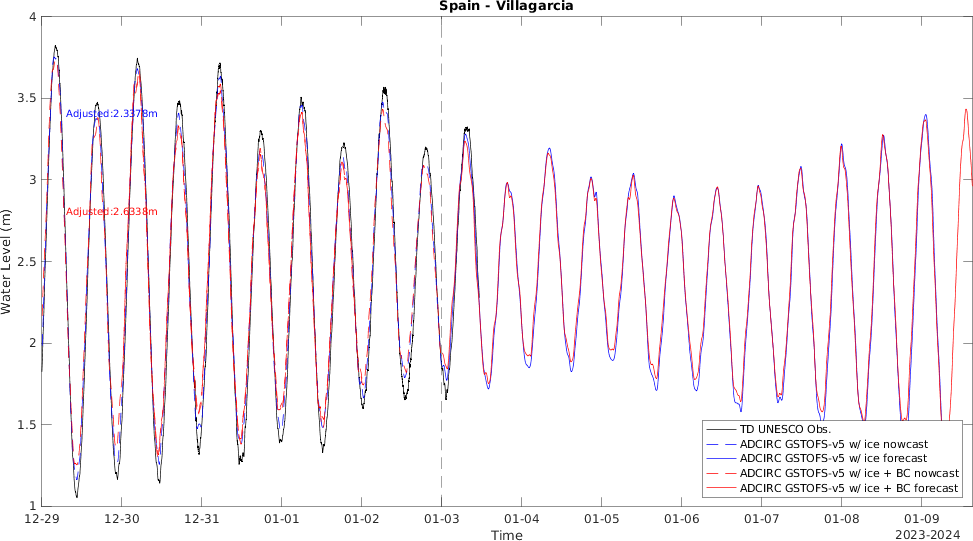 Spain - Villagarcia
4
3.5
3
2.5
2
1.5
1
Water Level (m)
Adjusted:2.3378m
Adjusted:2.6338m
TD UNESCO Obs.
ADCIRC GSTOFS-v5 w/ ice nowcast
ADCIRC GSTOFS-v5 w/ ice forecast
ADCIRC GSTOFS-v5 w/ ice + BC nowcast
ADCIRC GSTOFS-v5 w/ ice + BC forecast
12-29 12-30 12-31 01-01 01-02 01-03 01-04 01-05 01-06 01-07 01-08 01-09
Time
2023-2024